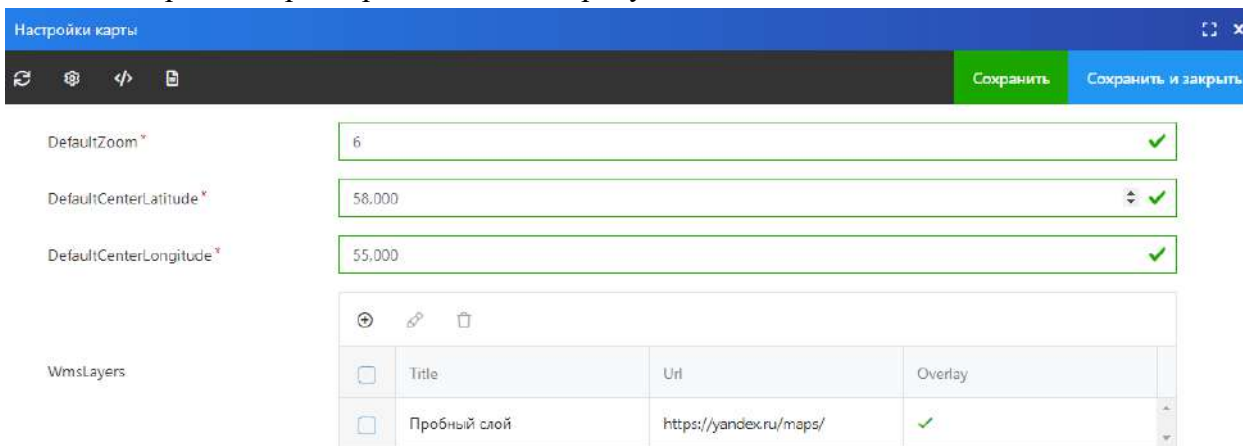 Настройки карты
Сохранить Сохранить и закрыть
DefaultZoom* 6
DefaultCenterLatitude* 58,000
DefaultCenterLongitude* 55,000
WmsLayers
Title Url Overlay
Пробный слой https://yandex.ru/maps/